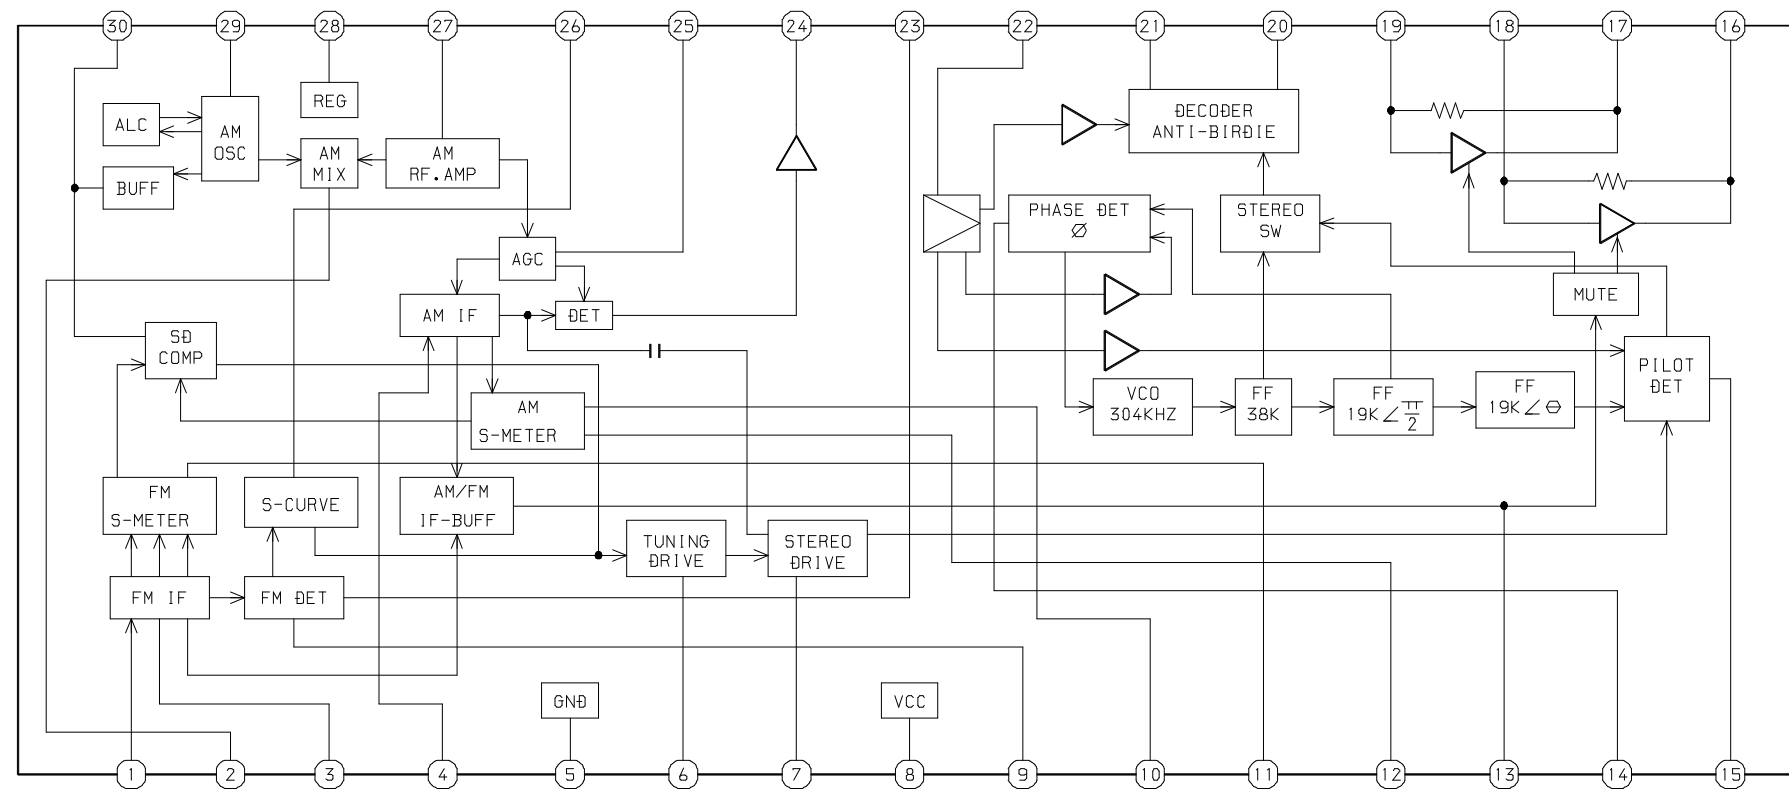 30 29 28 27 26 25 24 23 22 21 20 19 18 17 16
REG
ALC
AM
OSC
AM
MIX
AM
RF.AMP
BUFF
DECODER
ANTI-BIRDIE
PHASE DET
Ø
STEREO
SW
AGC
AM IF
DET
MUTE
SD
COMP
PILOT
DET
VCO
304KHZ
FF
38K
FF
19K∠π/2
FF
19K∠Θ
AM
S-METER
FM
S-METER
S-CURVE
AM/FM
IF-BUFF
TUNING
DRIVE
STEREO
DRIVE
FM IF
FM DET
GND
VCC
1 2 3 4 5 6 7 8 9 10 11 12 13 14 15